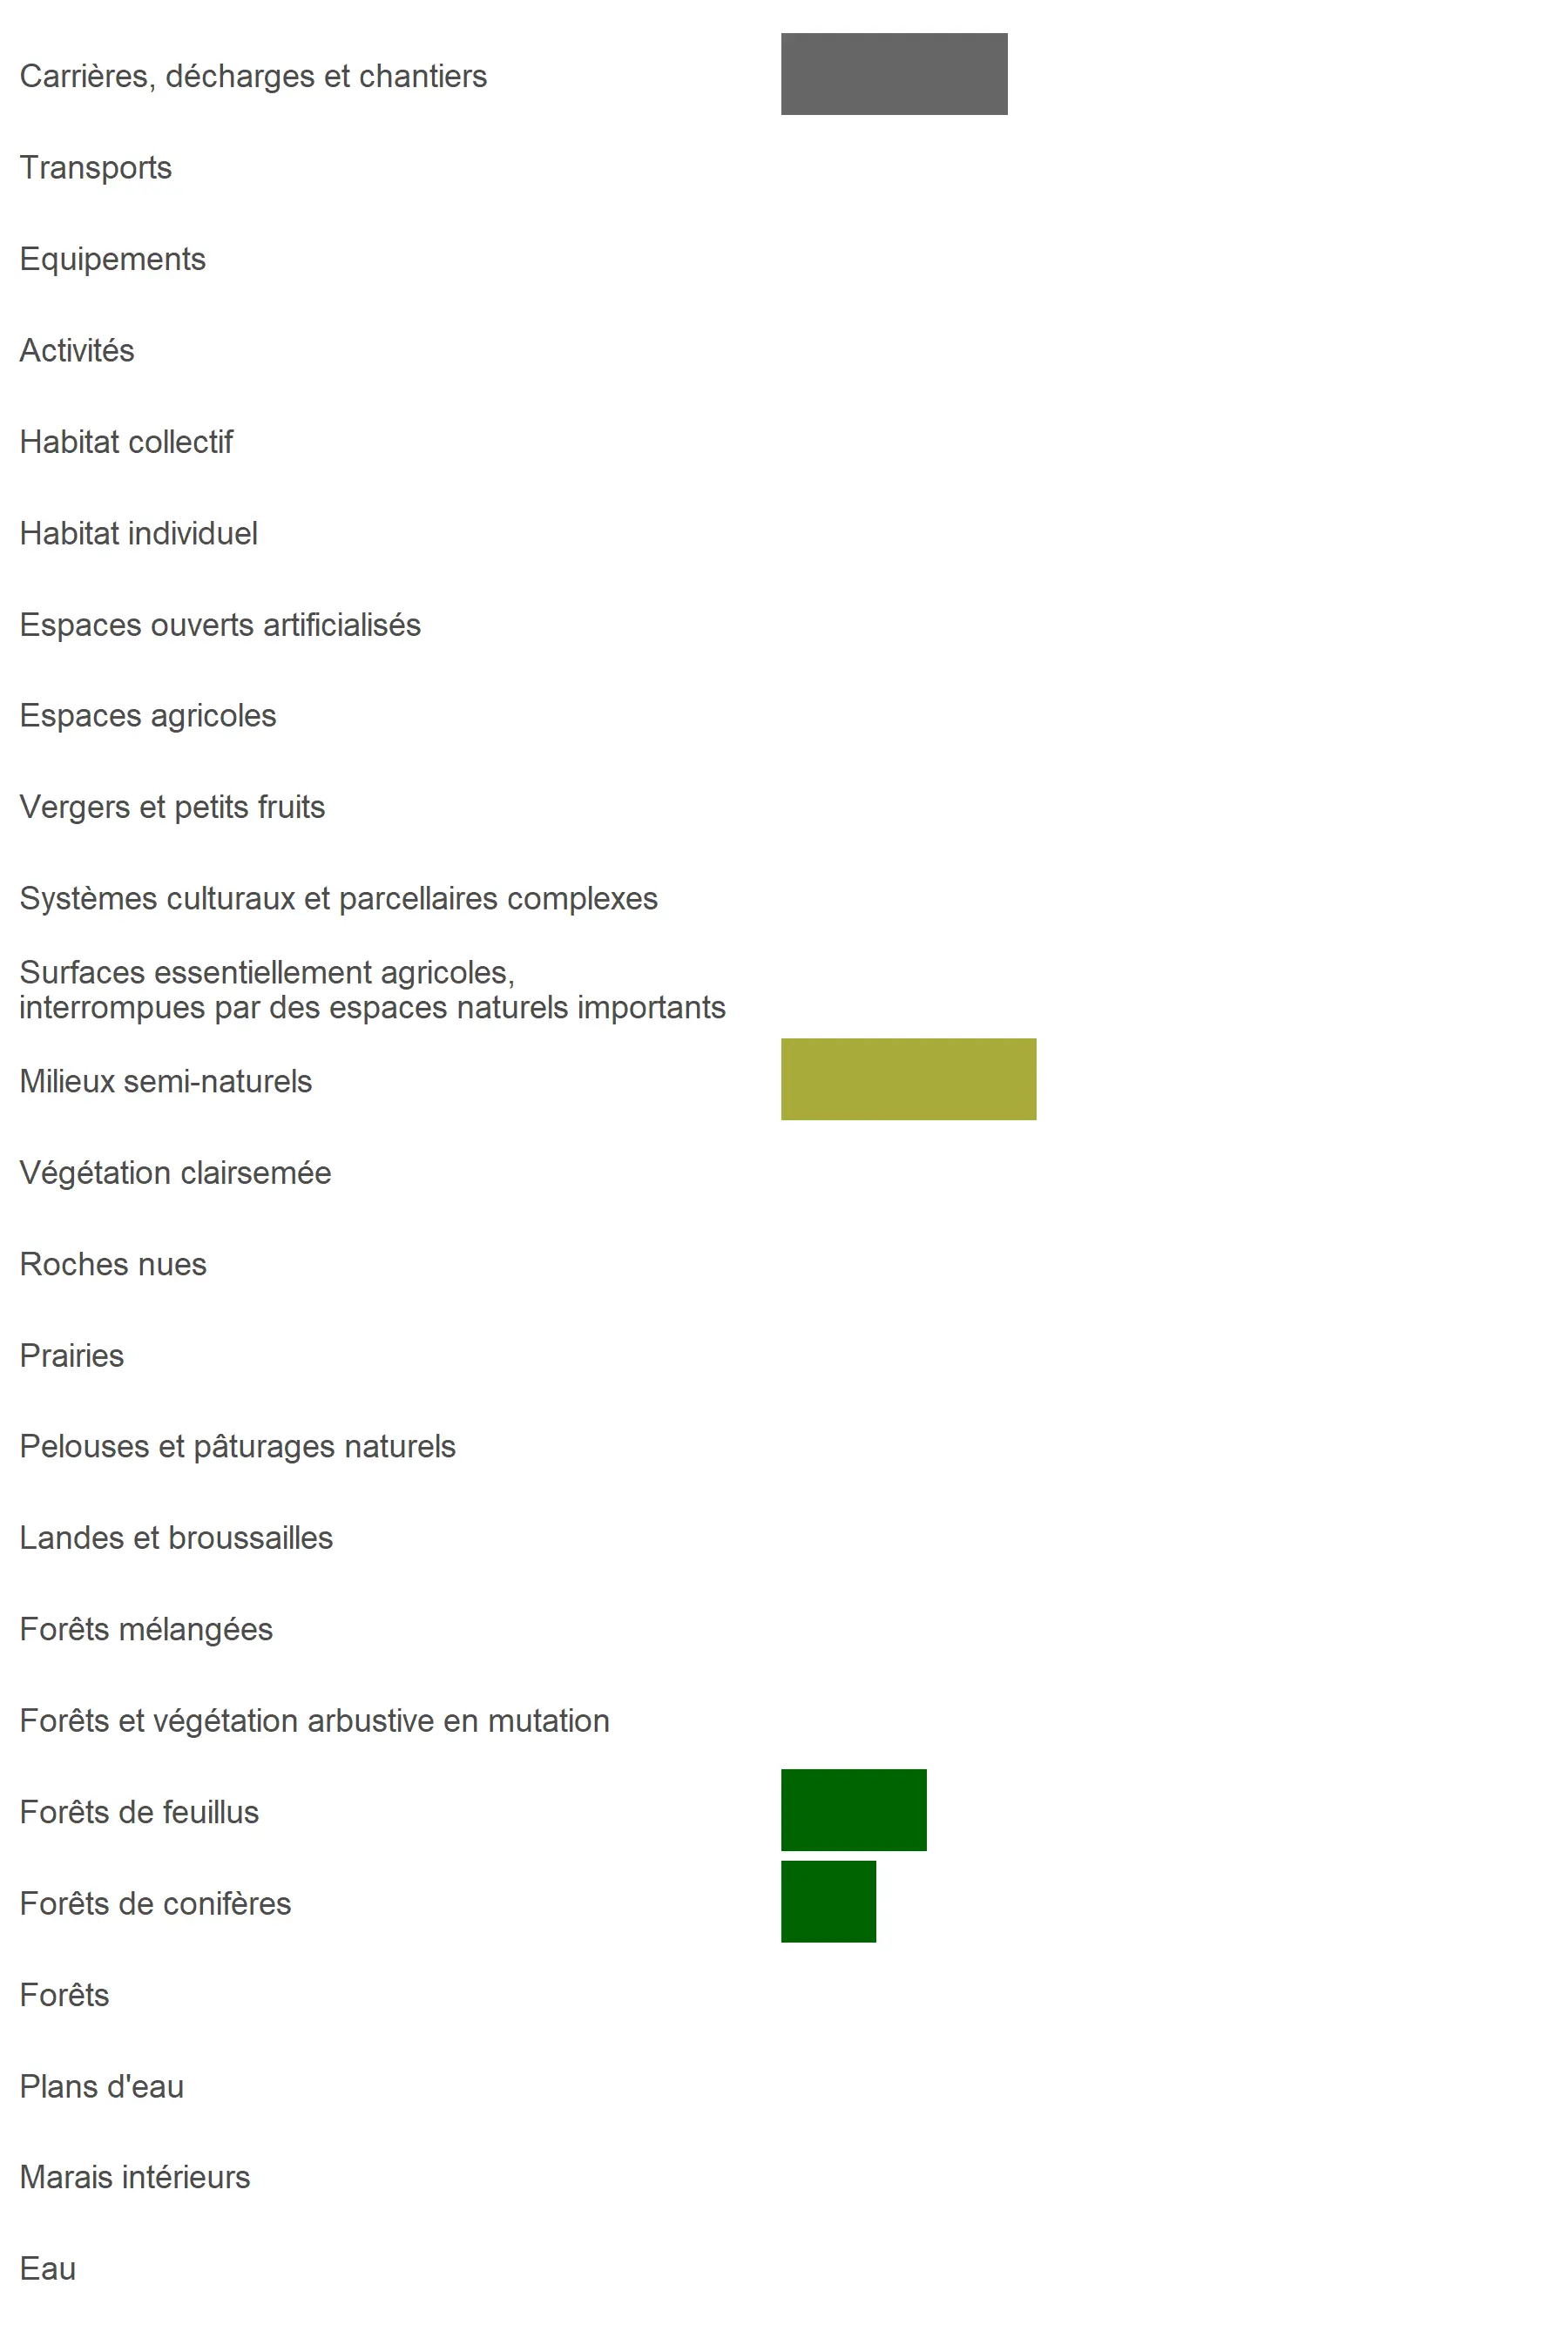 Carrières, décharges et chantiers
Transports
Equipements
Activités
Habitat collectif
Habitat individuel
Espaces ouverts artificialisés
Espaces agricoles
Vergers et petits fruits
Systèmes culturaux et parcellaires complexes
Surfaces essentiellement agricoles,
interrompues par des espaces naturels importants
Milieux semi-naturels
Végétation clairsemée
Roches nues
Prairies
Pelouses et pâturages naturels
Landes et broussailles
Forêts mélangées
Forêts et végétation arbustive en mutation
Forêts de feuillus
Forêts de conifères
Forêts
Plans d'eau
Marais intérieurs
Eau